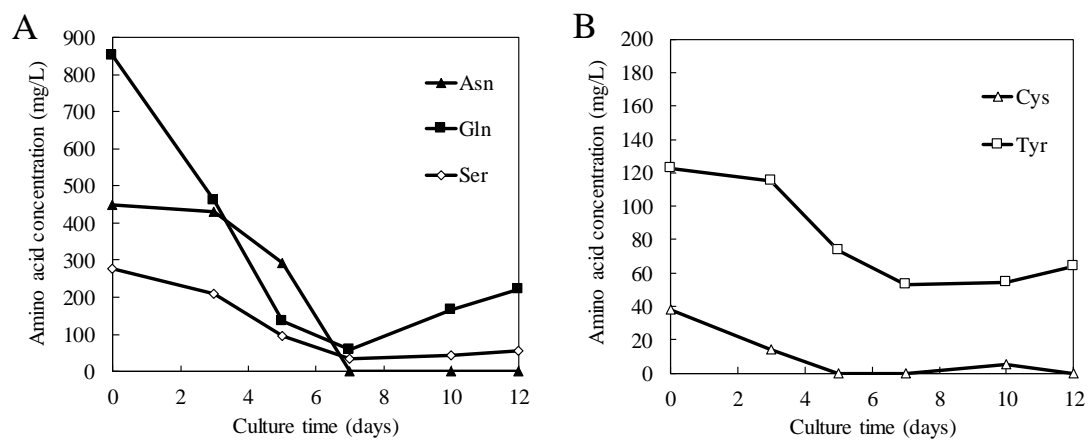 A
Amino acid concentration (mg/L)
900
800
700
600
500
400
300
200
100
0
Asn
Gln
Ser
0 2 4 6 8 10 12
Culture time (days)
B
Amino acid concentration (mg/L)
200
180
160
140
120
100
80
60
40
20
0
Cys
Tyr
0 2 4 6 8 10 12
Culture time (days)